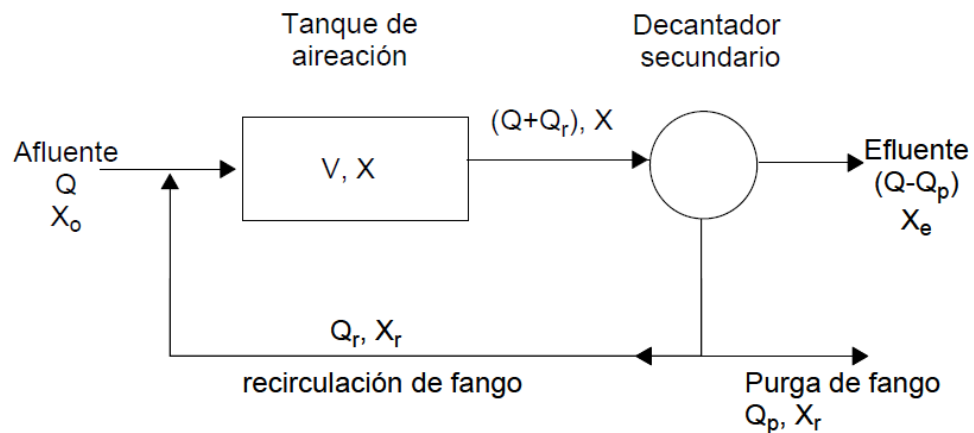 Tanque de
aireación
Decantador
secundario
Afluente
Q
Xₒ
V, X
(Q+Qᵣ), X
Efluente
(Q-Qₚ)
Xₑ
Qᵣ, Xᵣ
recirculación de fango
Purga de fango
Qₚ, Xᵣ